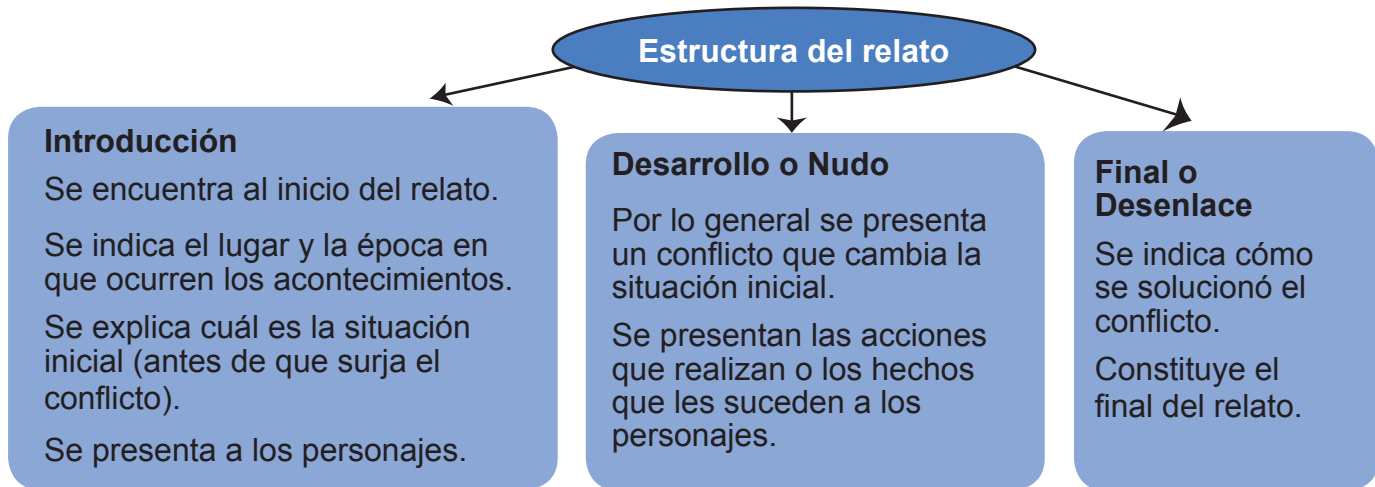 Estructura del relato
Introducción
Se encuentra al inicio del relato.
Se indica el lugar y la época en
que ocurren los acontecimientos.
Se explica cuál es la situación
inicial (antes de que surja el
conflicto).
Se presenta a los personajes.
Desarrollo o Nudo
Por lo general se presenta
un conflicto que cambia la
situación inicial.
Se presentan las acciones
que realizan o los hechos
que les suceden a los
personajes.
Final o
Desenlace
Se indica cómo
se solucionó el
conflicto.
Constituye el
final del relato.